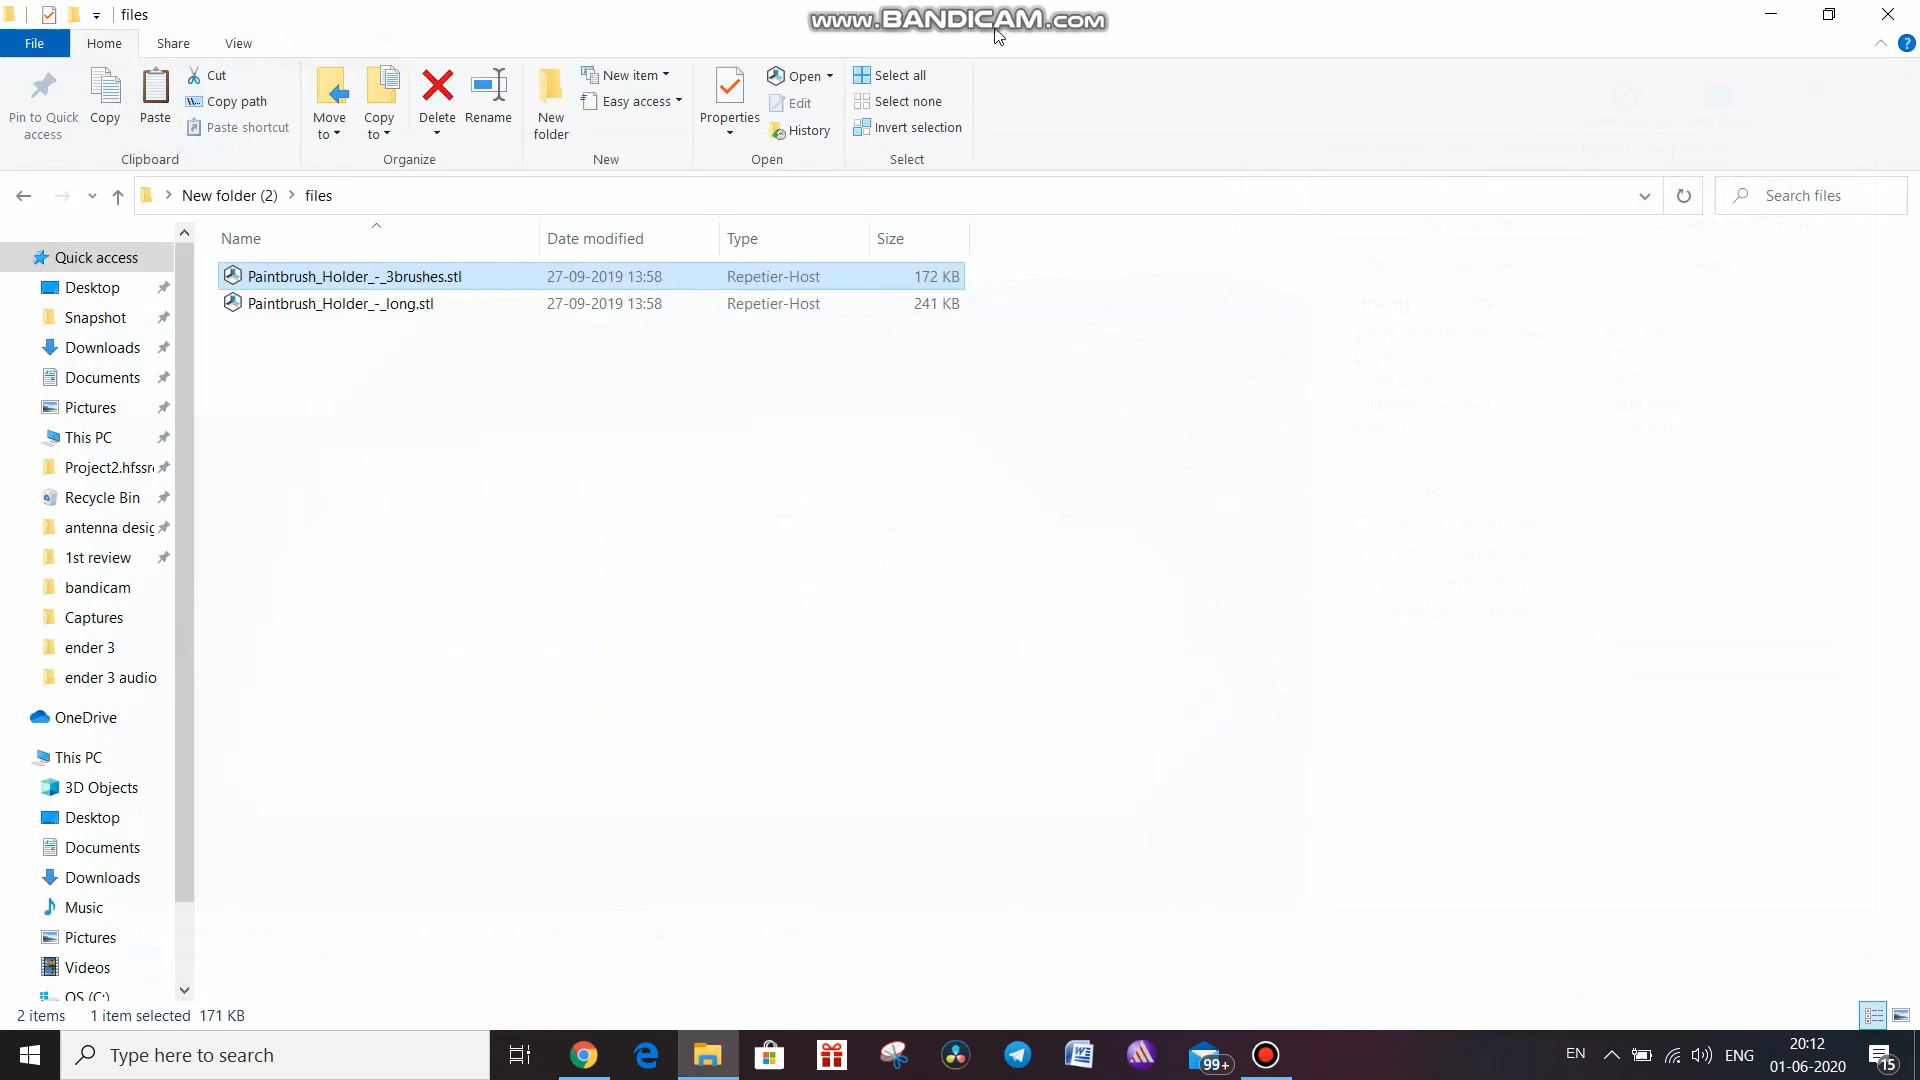 files
www.BANDICAM.com
File Home Share View
Pin to Quick access
Copy
Paste
Cut
Copy path
Paste shortcut
Clipboard
Move to
Copy to
Delete
Rename
Organize
New folder
New item
Easy access
New
Properties
Open
Edit
History
Open
Select all
Select none
Invert selection
Select
New folder (2) files
Search files
Name Date modified Type Size
Paintbrush_Holder_-_3brushes.stl 27-09-2019 13:58 Repetier-Host 172 KB
Paintbrush_Holder_-_long.stl 27-09-2019 13:58 Repetier-Host 241 KB
Quick access
Desktop
Snapshot
Downloads
Documents
Pictures
This PC
Project2.hfssr
Recycle Bin
antenna desig
1st review
bandicam
Captures
ender 3
ender 3 audio
OneDrive
This PC
3D Objects
Desktop
Documents
Downloads
Music
Pictures
Videos
OS (C:)
2 items 1 item selected 171 KB
Type here to search
99+
EN
ENG
20:12
01-06-2020
15